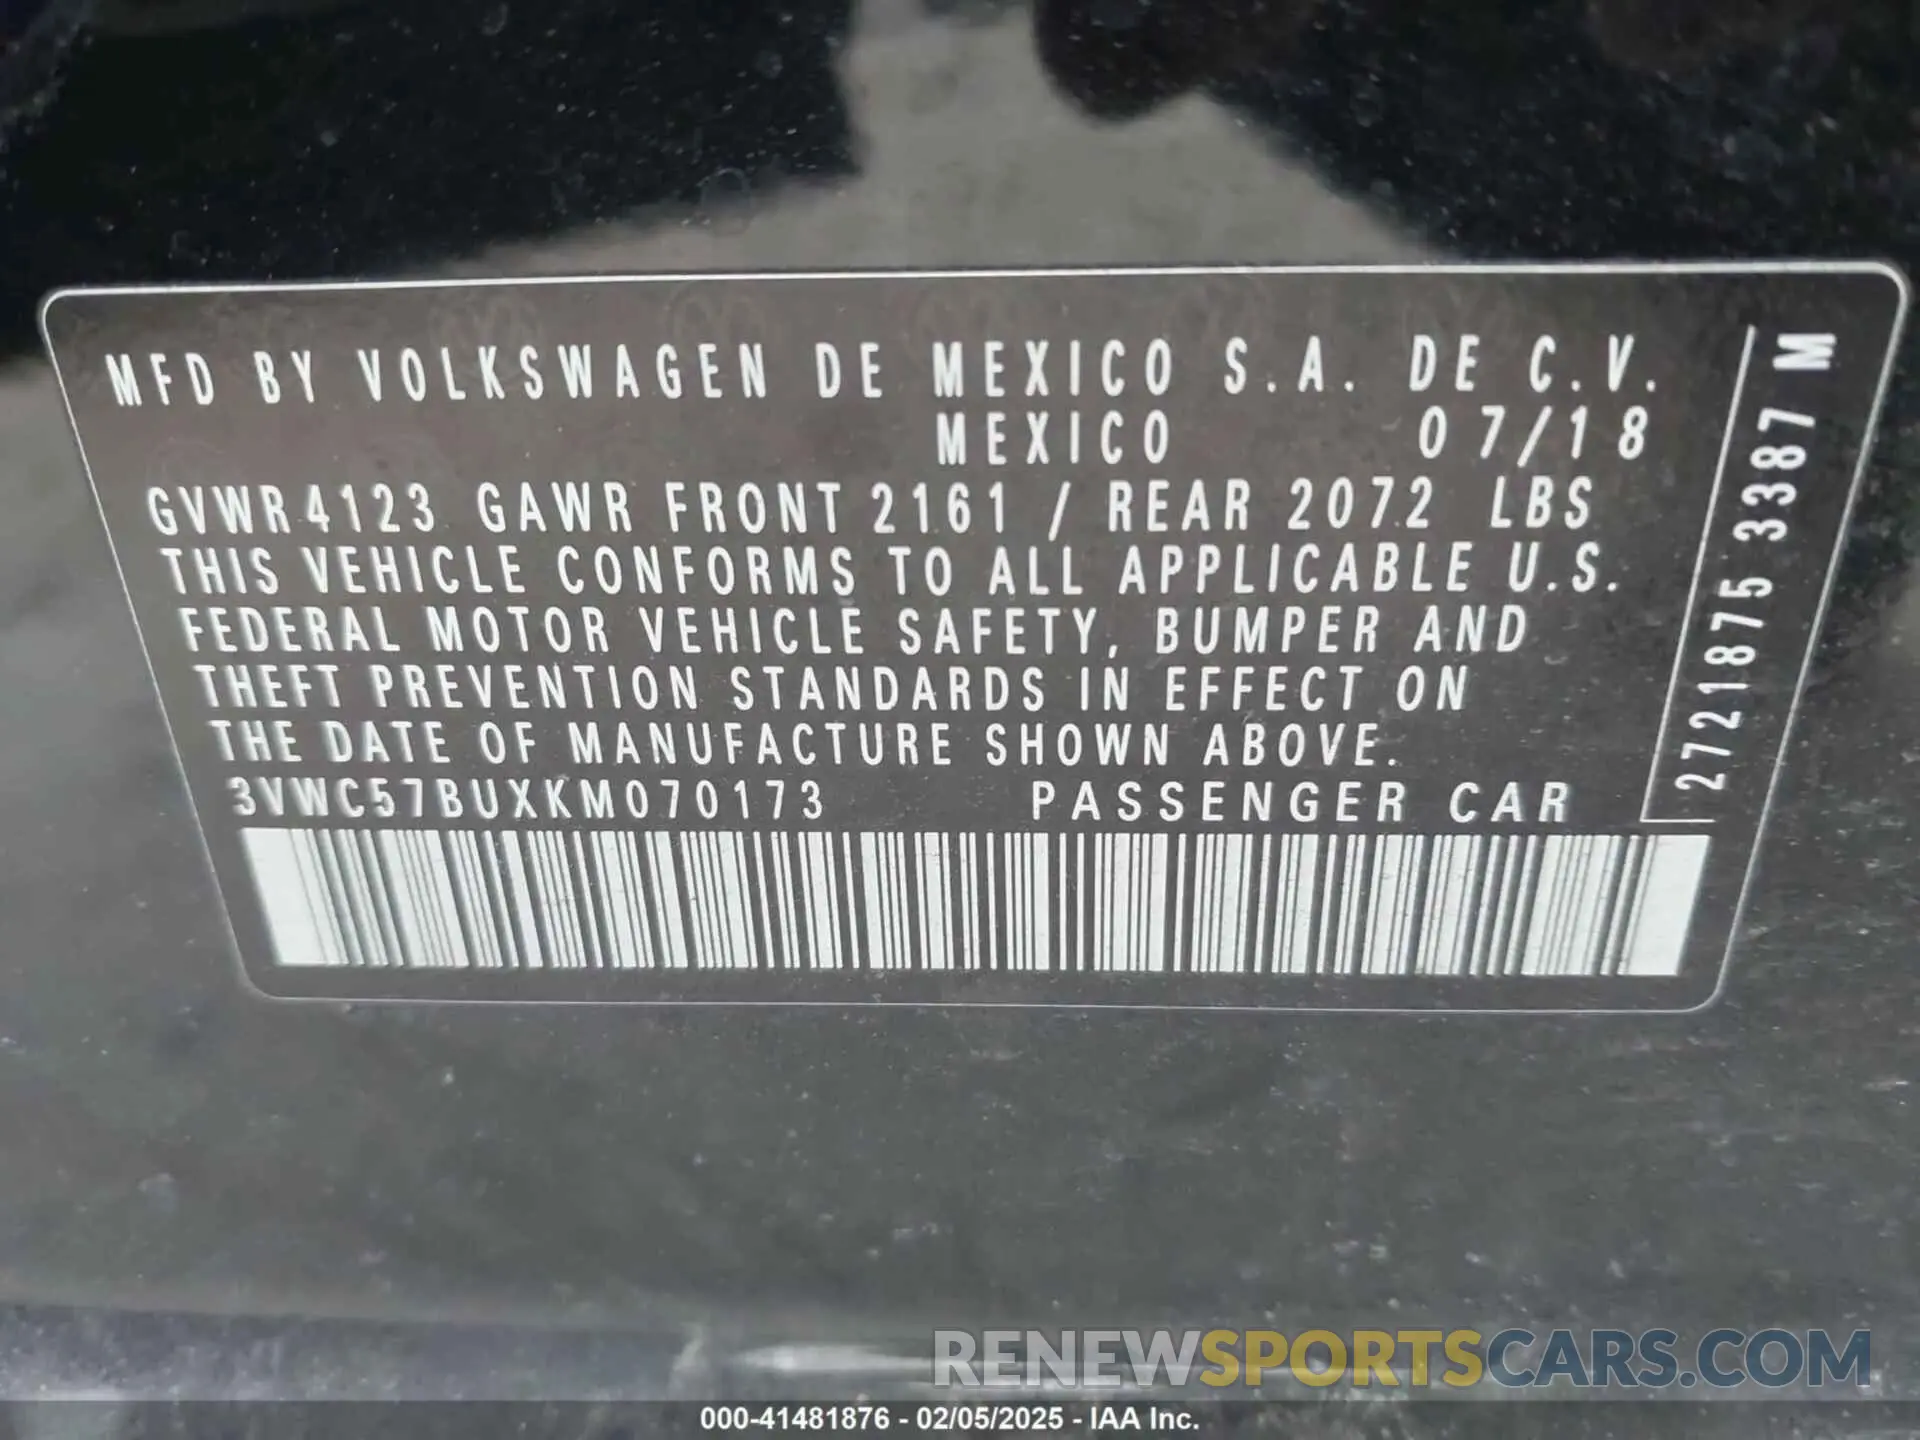 MFD BY VOLKSWAGEN DE MEXICO S.A. DE C.V.
MEXICO 07/18
GVWR 4123 GAWR FRONT 2161 / REAR 2072 LBS
THIS VEHICLE CONFORMS TO ALL APPLICABLE U.S.
FEDERAL MOTOR VEHICLE SAFETY, BUMPER AND
THEFT PREVENTION STANDARDS IN EFFECT ON
THE DATE OF MANUFACTURE SHOWN ABOVE.
3VWC57BUXKM070173 PASSENGER CAR
2721875 3387 M
RENEWSPORTSCARS.COM
000-41481876 - 02/05/2025 - IAA Inc.